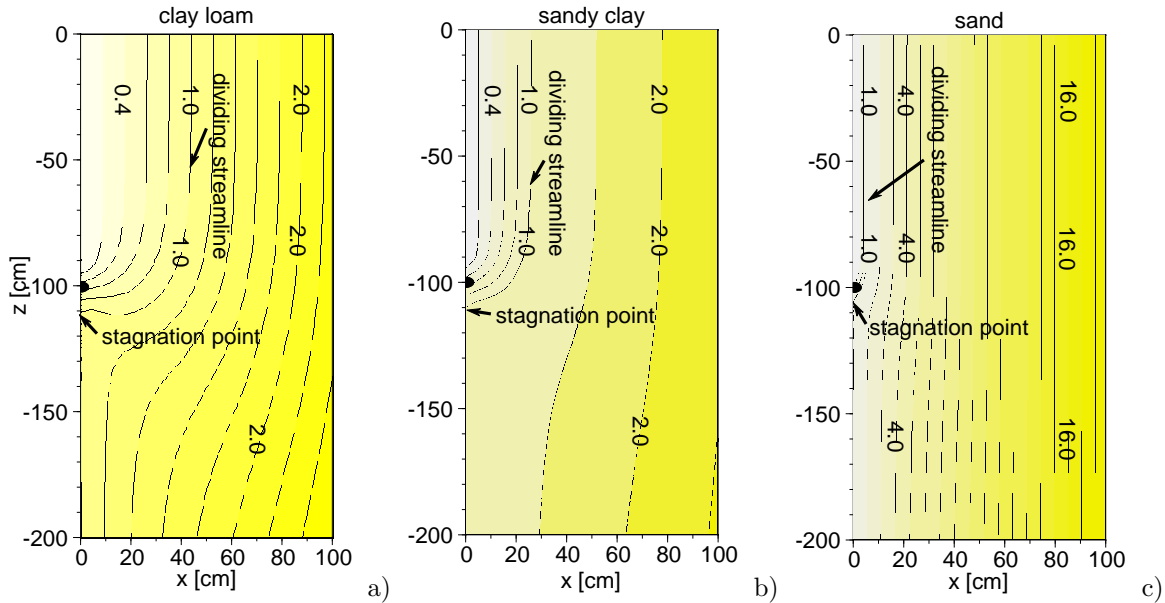 clay loam
0
-50
-100
-150
-200
z [cm]
0 20 40 60 80 100
x [cm]
0.4
1.0
2.0
1.0
2.0
2.0
dividing streamline
stagnation point
a)
sandy clay
0
-50
-100
-150
-200
0 20 40 60 80 100
x [cm]
0.4
1.0
2.0
1.0
2.0
2.0
dividing streamline
stagnation point
b)
sand
0
-50
-100
-150
-200
0 20 40 60 80 100
x [cm]
1.0
4.0
16.0
1.0
4.0
16.0
4.0
16.0
dividing streamline
stagnation point
c)